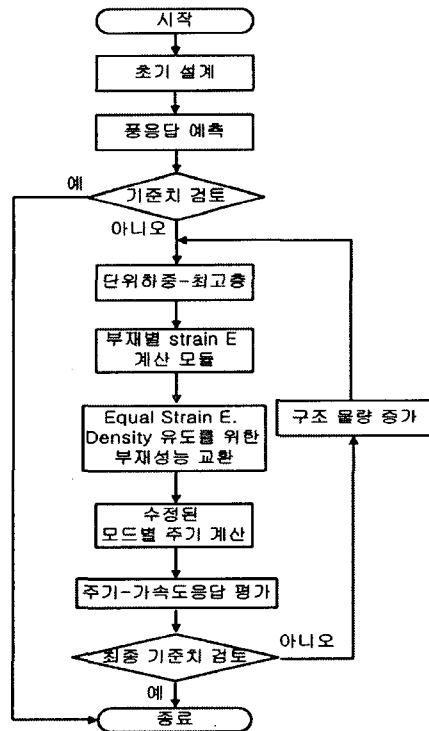 시작
초기 설계
풍응답 예측
예
기준치 검토
아니오
단위하중-최고층
부재별 strain E
계산 모듈
Equal Strain E.
Density 유도를 위한
부재성능 교환
구조 물량 증가
수정된
모드별 주기 계산
주기-가속도응답 평가
아니오
최종 기준치 검토
예
종료